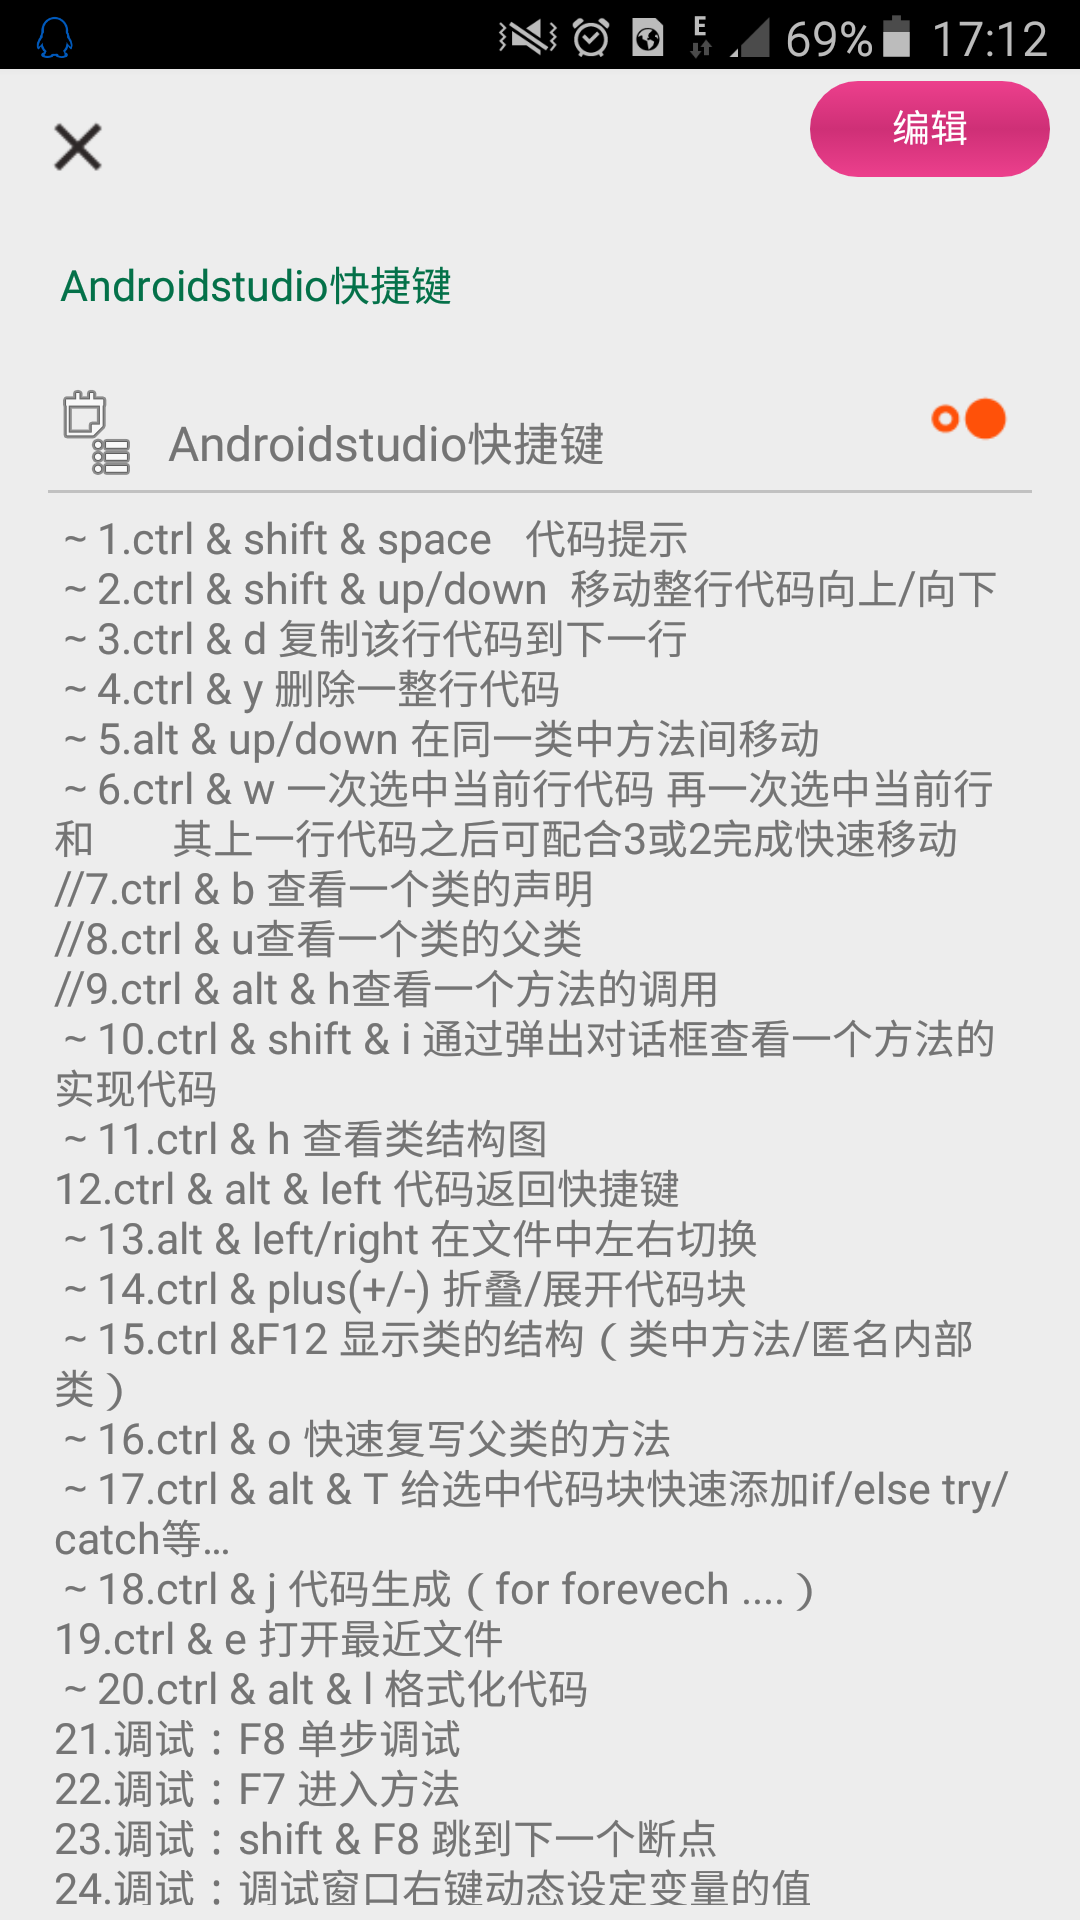 E
69%
17:12
编辑
Androidstudio快捷键
Androidstudio快捷键
~ 1.ctrl & shift & space   代码提示
~ 2.ctrl & shift & up/down  移动整行代码向上/向下
~ 3.ctrl & d 复制该行代码到下一行
~ 4.ctrl & y 删除一整行代码
~ 5.alt & up/down 在同一类中方法间移动
~ 6.ctrl & w 一次选中当前行代码 再一次选中当前行
和       其上一行代码之后可配合3或2完成快速移动
//7.ctrl & b 查看一个类的声明
//8.ctrl & u查看一个类的父类
//9.ctrl & alt & h查看一个方法的调用
~ 10.ctrl & shift & i 通过弹出对话框查看一个方法的
实现代码
~ 11.ctrl & h 查看类结构图
12.ctrl & alt & left 代码返回快捷键
~ 13.alt & left/right 在文件中左右切换
~ 14.ctrl & plus(+/-) 折叠/展开代码块
~ 15.ctrl &F12 显示类的结构（类中方法/匿名内部
类）
~ 16.ctrl & o 快速复写父类的方法
~ 17.ctrl & alt & T 给选中代码块快速添加if/else try/
catch等...
~ 18.ctrl & j 代码生成（for forevech ....）
19.ctrl & e 打开最近文件
~ 20.ctrl & alt & l 格式化代码
21.调试：F8 单步调试
22.调试：F7 进入方法
23.调试：shift & F8 跳到下一个断点
24.调试：调试窗口右键动态设定变量的值